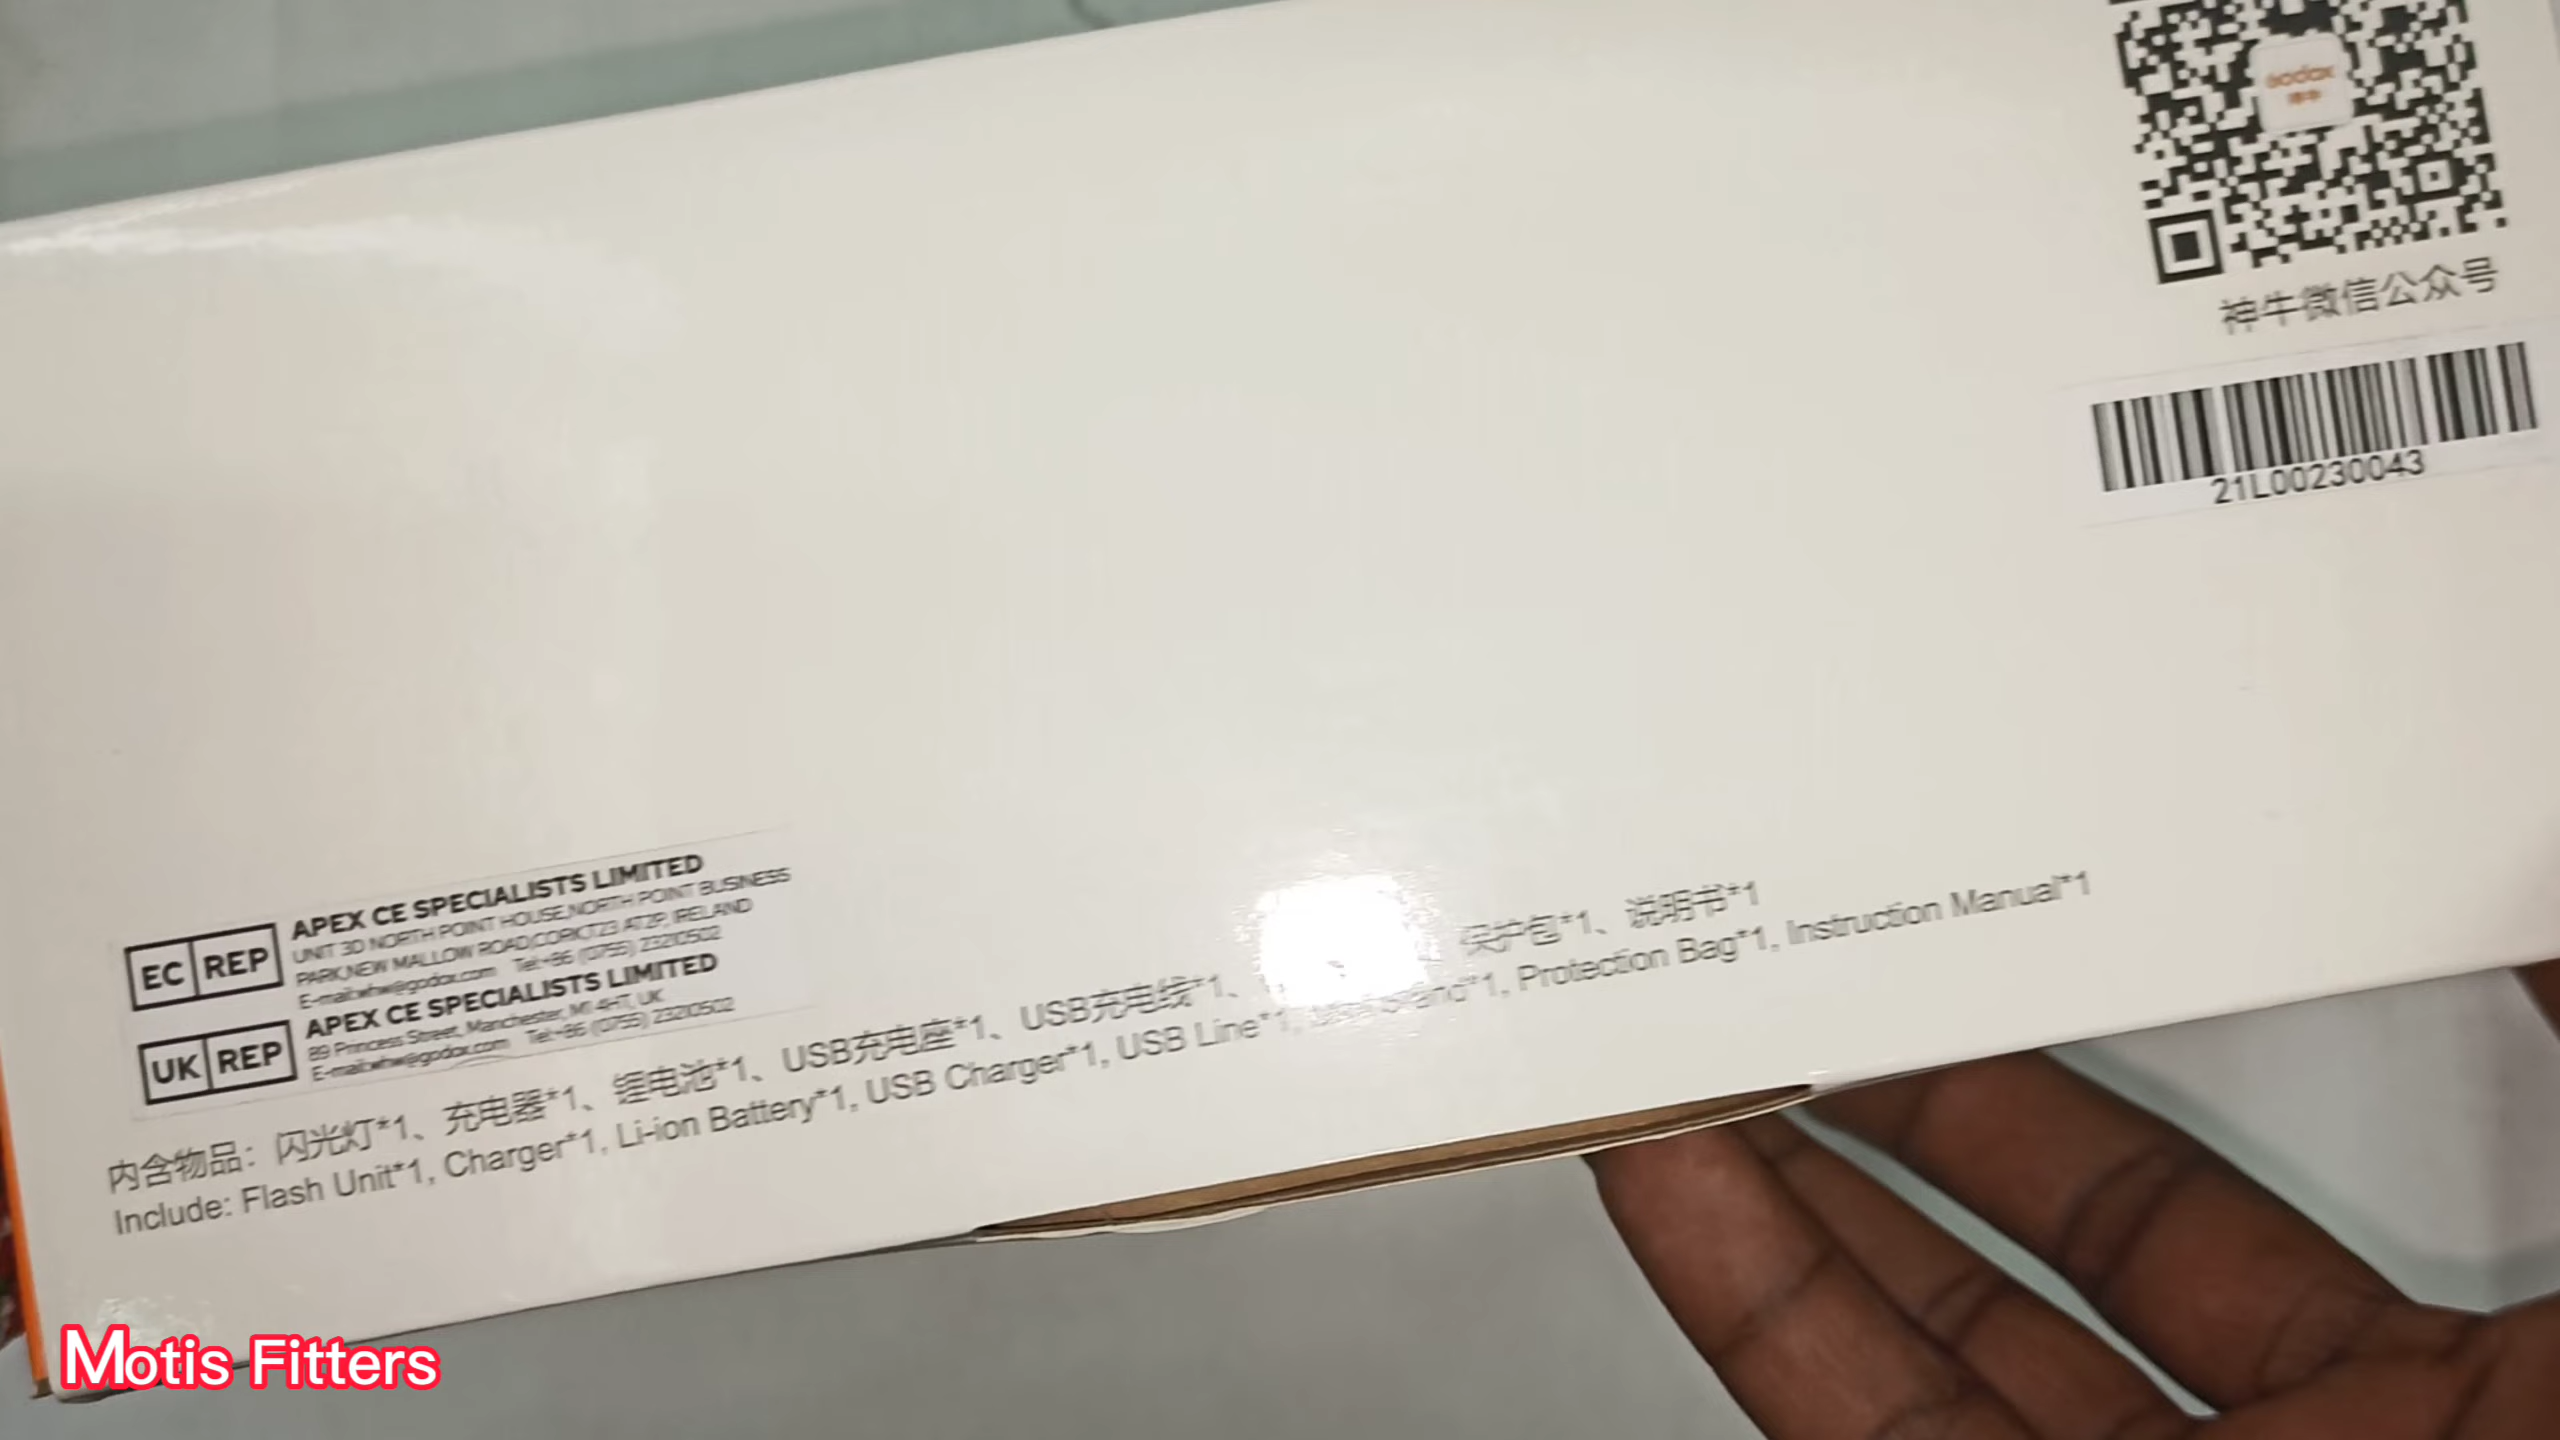 Godox
神牛
神牛微信公众号
21L00230043
EC REP
APEX CE SPECIALISTS LIMITED
UNIT 3D NORTH POINT HOUSE,NORTH POINT BUSINESS
PARK,NEW MALLOW ROAD,CORKT23 AT2P, IRELAND
E-mail:whw@godox.com Tel:+86 (0755) 23210502
UK REP
APEX CE SPECIALISTS LIMITED
89 Princess Street, Manchester, M1 4HT, UK
E-mail:whw@godox.com Tel:+86 (0755) 23210502
内含物品：闪光灯*1、充电器*1、锂电池*1、USB充电座*1、USB充电线*1、 保护包*1、说明书*1
Include: Flash Unit*1, Charger*1, Li-ion Battery*1, USB Charger*1, USB Line*1, Protection Bag*1, Instruction Manual*1
Motis Fitters